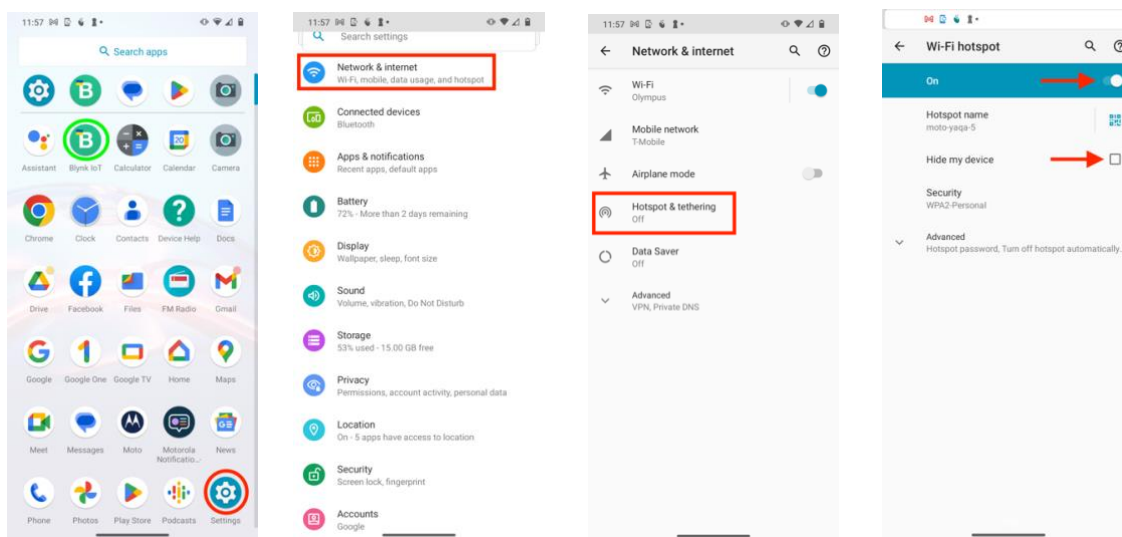 11:57
Search apps
Assistant
Blynk IoT
Calculator
Calendar
Camera
Chrome
Clock
Contacts
Device Help
Docs
Drive
Facebook
Files
FM Radio
Gmail
Google
Google One
Google TV
Home
Maps
Meet
Messages
Moto
Motorola
Notificatio..
News
Phone
Photos
Play Store
Podcasts
Settings
11:57
Search settings
Network & internet
Wi-Fi, mobile, data usage, and hotspot
Connected devices
Bluetooth
Apps & notifications
Recent apps, default apps
Battery
72% - More than 2 days remaining
Display
Wallpaper, sleep, font size
Sound
Volume, vibration, Do Not Disturb
Storage
53% used - 15.00 GB free
Privacy
Permissions, account activity, personal data
Location
On - 5 apps have access to location
Security
Screen lock, fingerprint
Accounts
Google
11:57
Network & internet
Wi-Fi
Olympus
Mobile network
T-Mobile
Airplane mode
Hotspot & tethering
Off
Data Saver
Off
Advanced
VPN, Private DNS
Wi-Fi hotspot
On
Hotspot name
moto-yaqa-5
Hide my device
Security
WPA2-Personal
Advanced
Hotspot password, Turn off hotspot automatically.